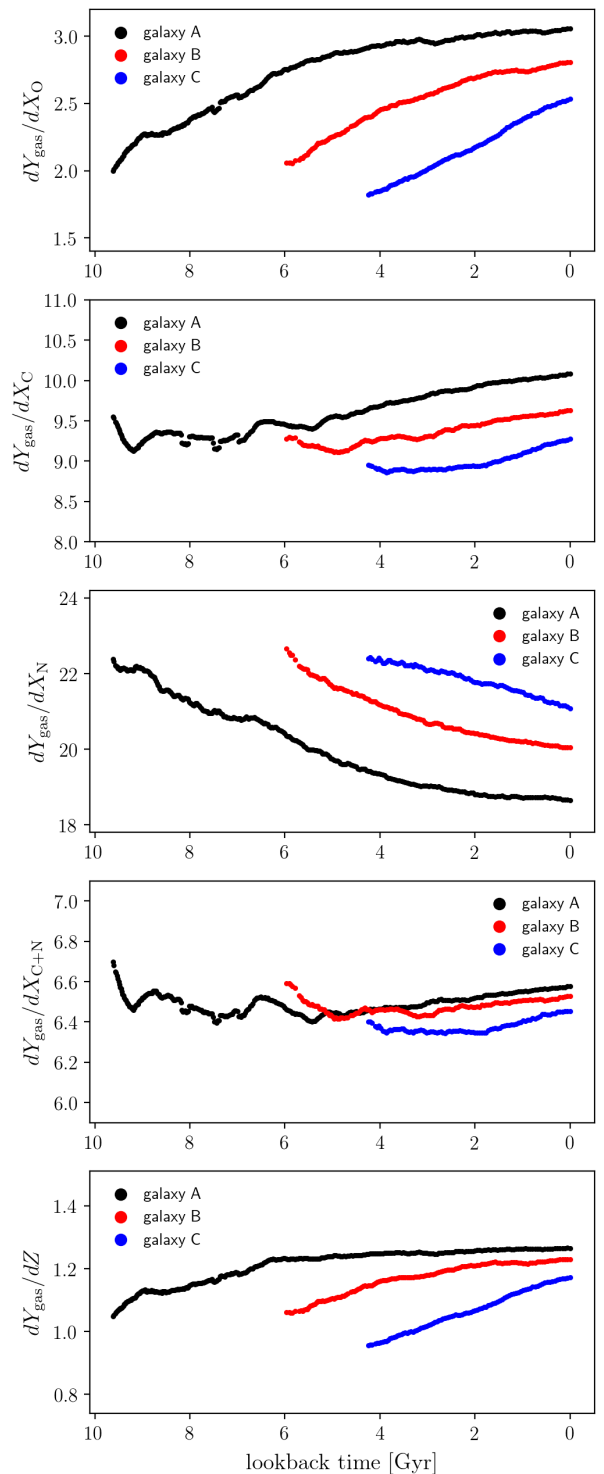 3.0
2.5
2.0
1.5
dY_gas/dX_O
galaxy A
galaxy B
galaxy C
10 8 6 4 2 0
11.0
10.5
10.0
9.5
9.0
8.5
8.0
dY_gas/dX_C
galaxy A
galaxy B
galaxy C
10 8 6 4 2 0
24
22
20
18
dY_gas/dX_N
galaxy A
galaxy B
galaxy C
10 8 6 4 2 0
7.0
6.8
6.6
6.4
6.2
6.0
dY_gas/dX_C+N
galaxy A
galaxy B
galaxy C
10 8 6 4 2 0
1.4
1.2
1.0
0.8
dY_gas/dZ
galaxy A
galaxy B
galaxy C
10 8 6 4 2 0
lookback time [Gyr]